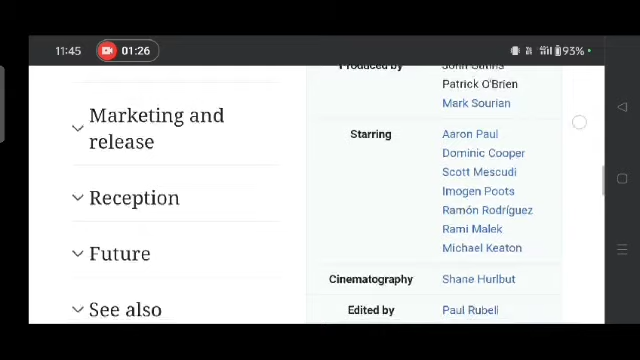 11:45
01:26
93%
Marketing and
release
Reception
Future
See also
Produced by
Patrick O'Brien
Mark Sourian
Starring
Aaron Paul
Dominic Cooper
Scott Mescudi
Imogen Poots
Ramón Rodríguez
Rami Malek
Michael Keaton
Cinematography
Shane Hurlbut
Edited by
Paul Rubell